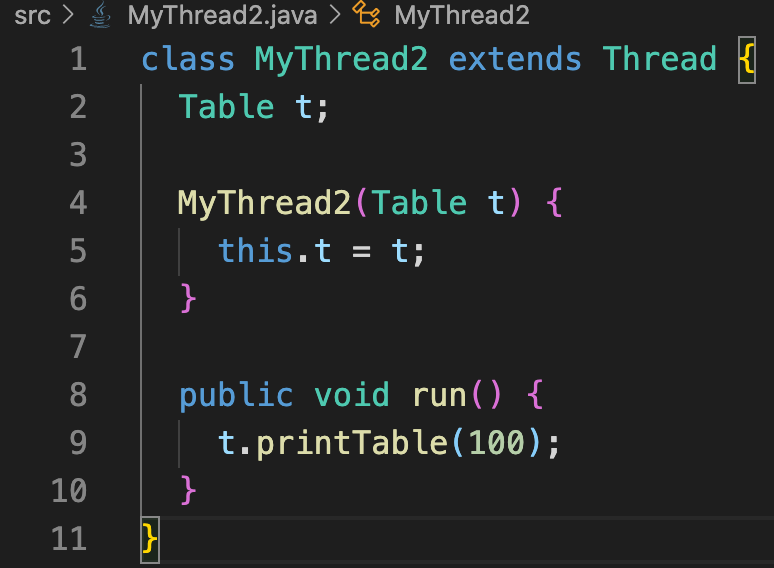 src > MyThread2.java > MyThread2
1 class MyThread2 extends Thread {
2   Table t;
3
4   MyThread2(Table t) {
5     this.t = t;
6   }
7
8   public void run() {
9     t.printTable(100);
10   }
11 }